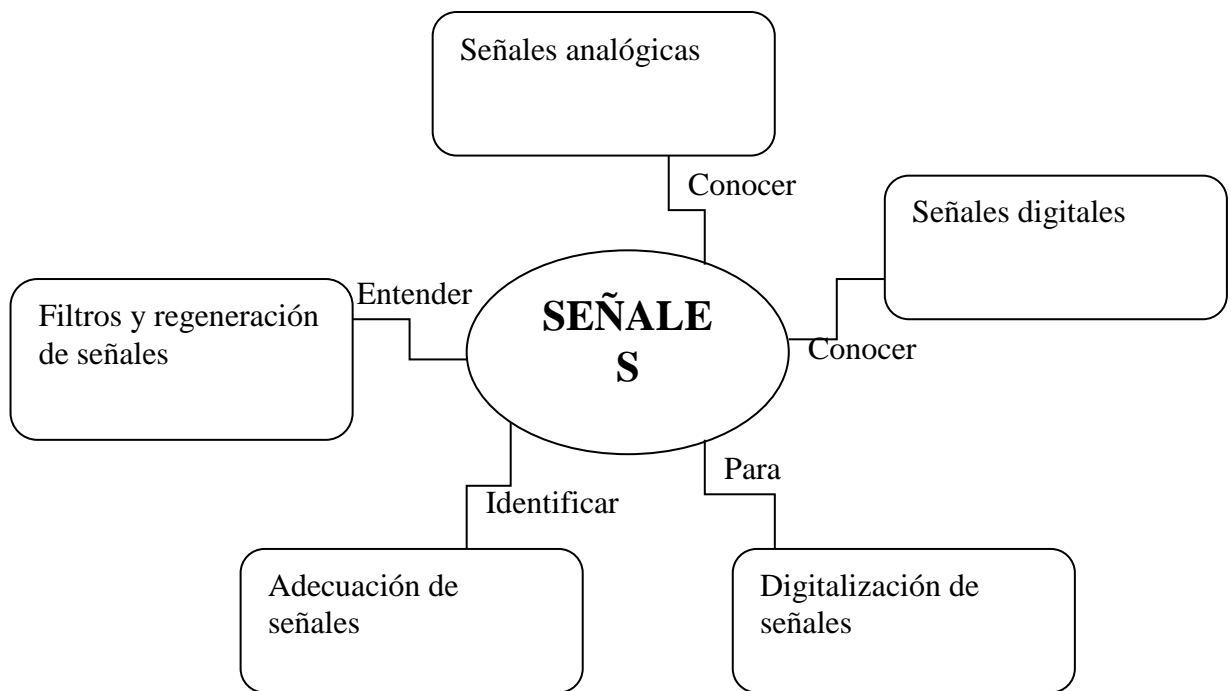 Señales analógicas
Conocer
Señales digitales
Entender
Filtros y regeneración
de señales
SEÑALE
S
Conocer
Para
Identificar
Adecuación de
señales
Digitalización de
señales